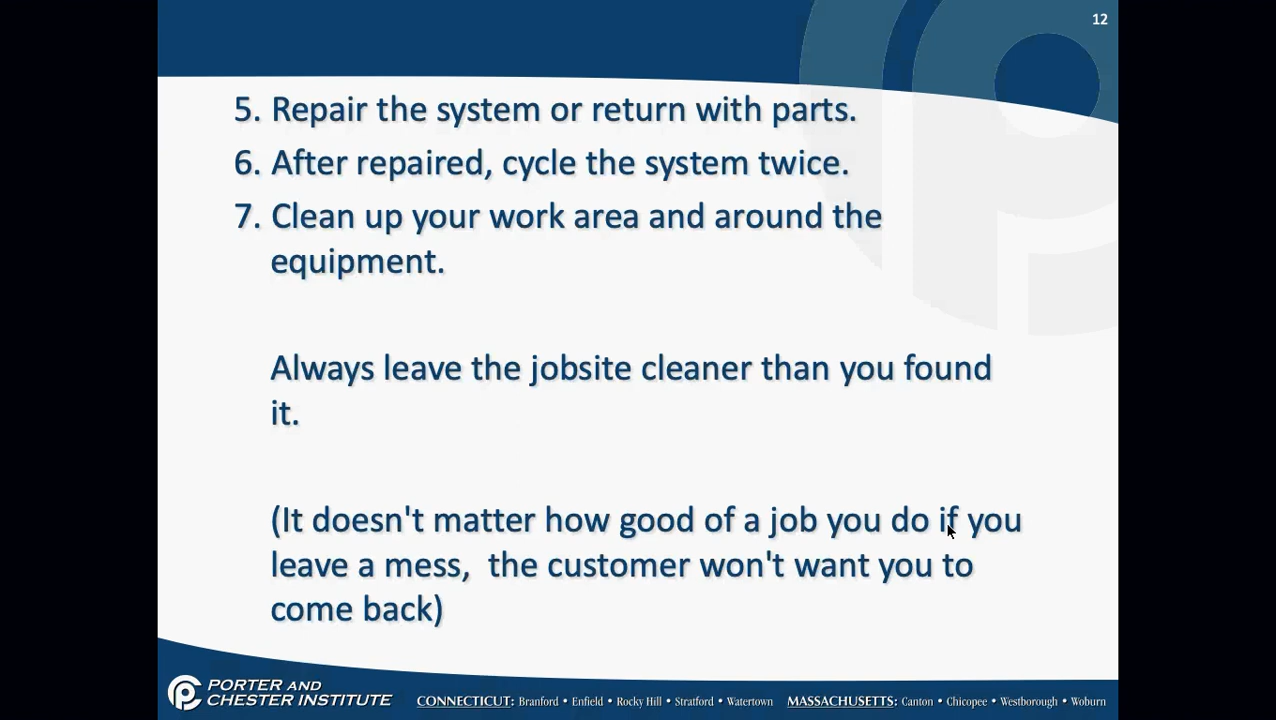 12
5. Repair the system or return with parts.
6. After repaired, cycle the system twice.
7. Clean up your work area and around the
equipment.
Always leave the jobsite cleaner than you found
it.
(It doesn't matter how good of a job you do if you
leave a mess,  the customer won't want you to
come back)
PORTER AND
CHESTER INSTITUTE
CONNECTICUT: Branford • Enfield • Rocky Hill • Stratford • Watertown MASSACHUSETTS: Canton • Chicopee • Westborough • Woburn